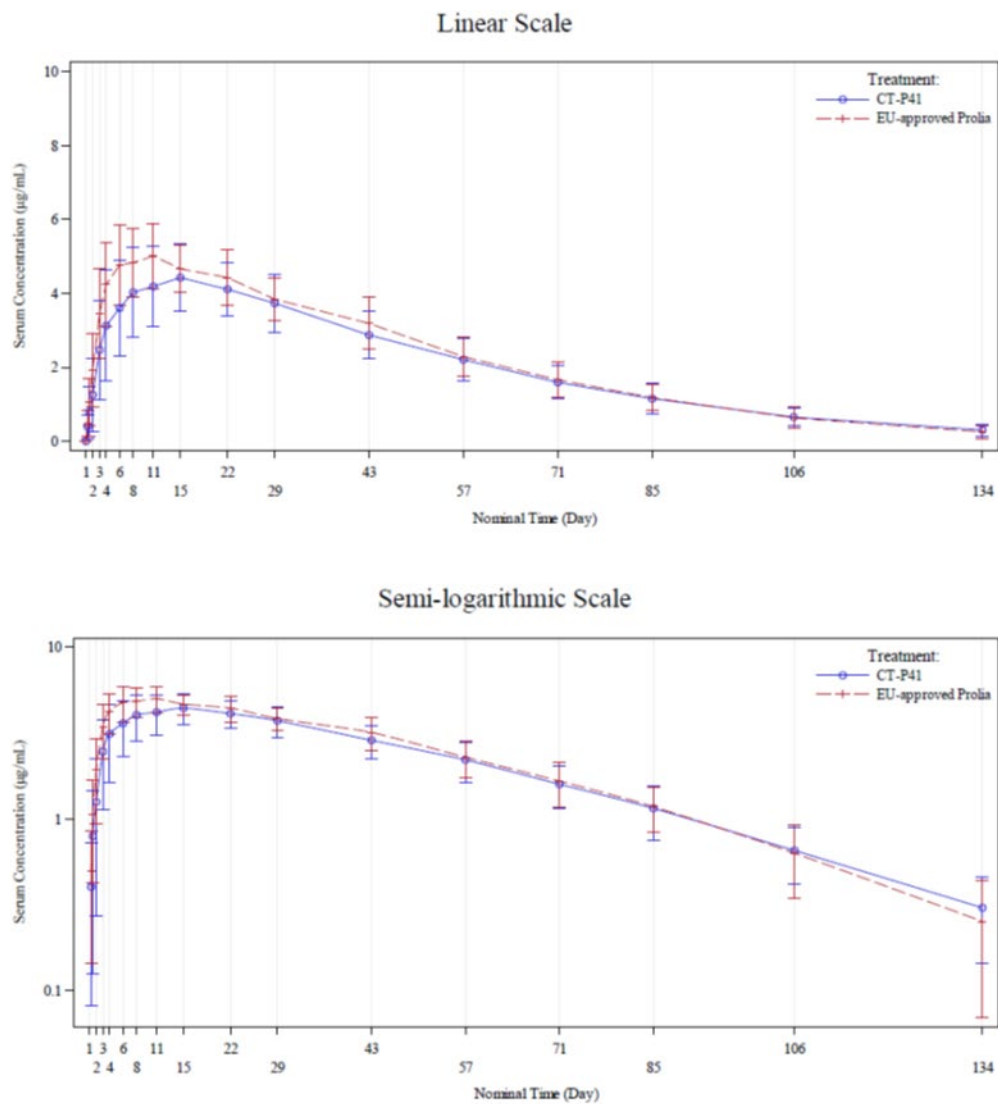 Linear Scale
Treatment:
CT-P41
EU-approved Prolia
Serum Concentration (µg/mL)
10
8
6
4
2
0
1 3 6 11 22 43 71 106
2 4 8 15 29 57 85 134
Nominal Time (Day)
Semi-logarithmic Scale
Treatment:
CT-P41
EU-approved Prolia
Serum Concentration (µg/mL)
10
1
0.1
1 3 6 11 22 43 71 106
2 4 8 15 29 57 85 134
Nominal Time (Day)